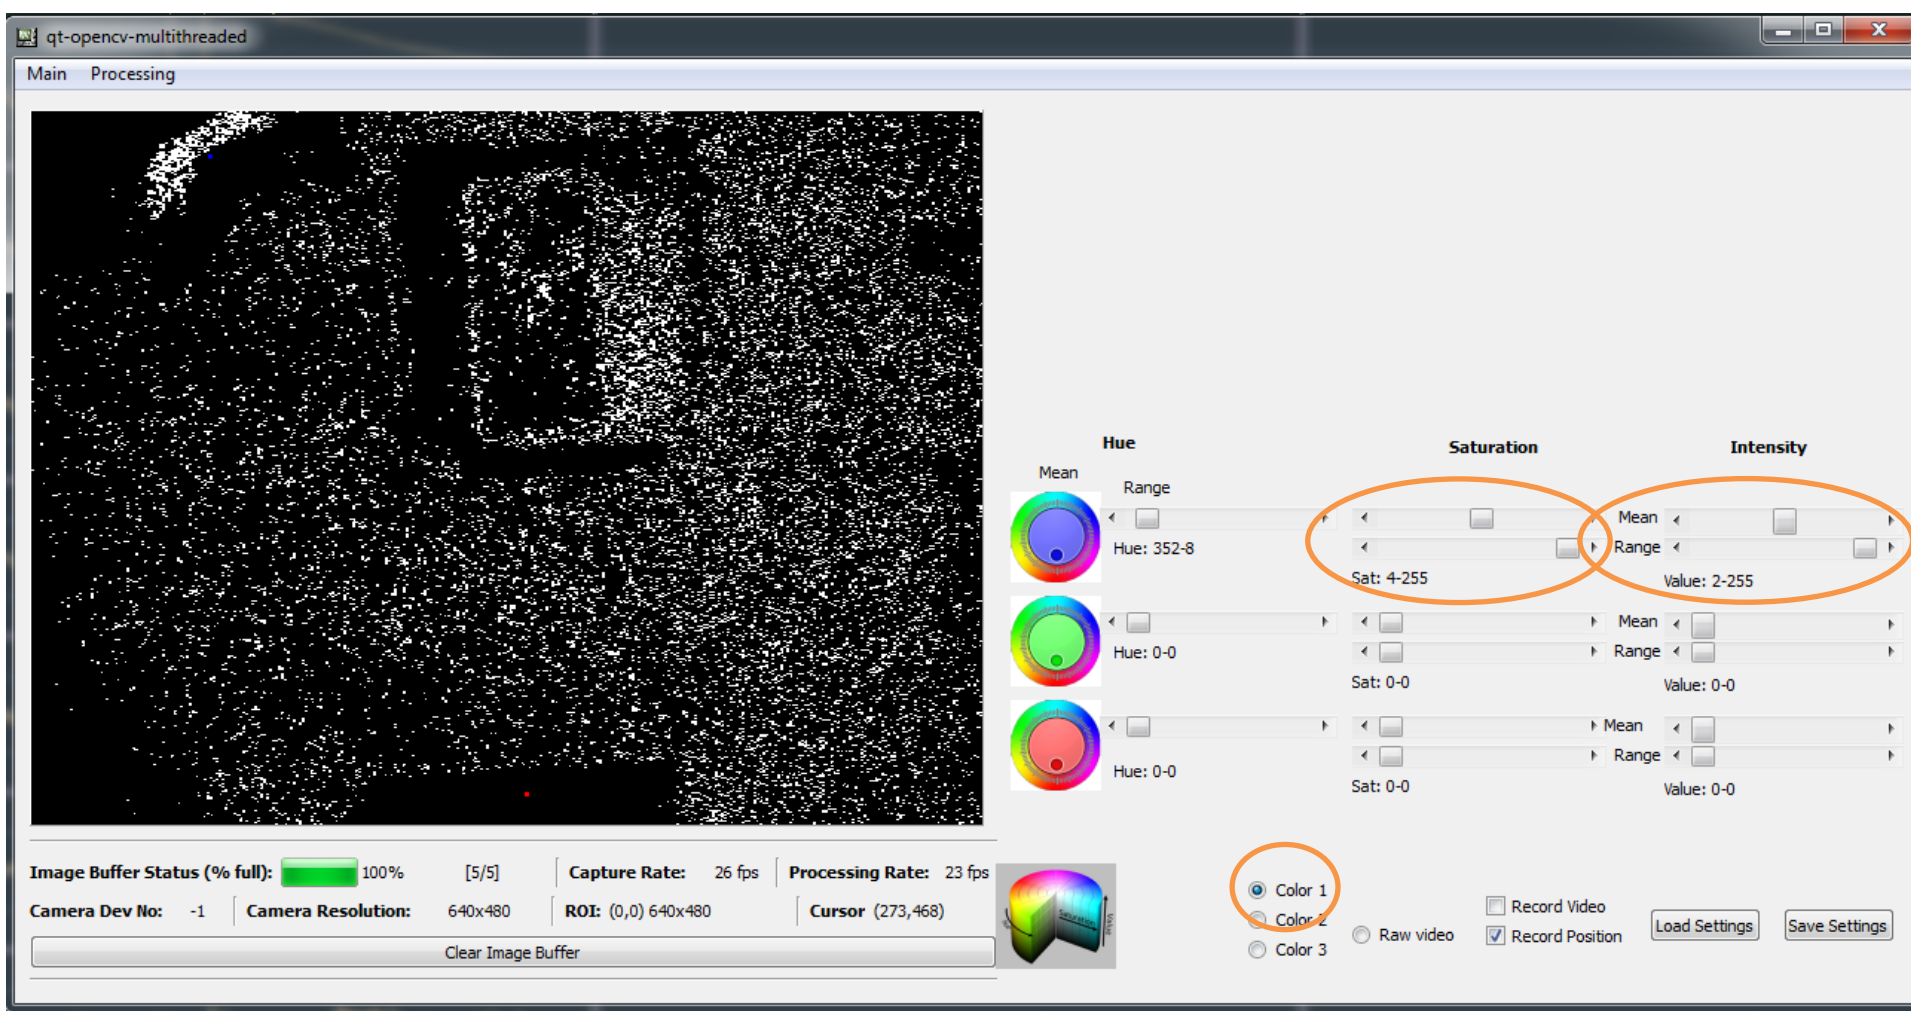 qt-opencv-multithreaded
Main Processing
Hue Saturation Intensity
Mean
Range
Mean
Hue: 352-8 Range
Sat: 4-255 Value: 2-255
Mean
Hue: 0-0 Range
Sat: 0-0 Value: 0-0
Mean
Range
Hue: 0-0
Sat: 0-0 Value: 0-0
Image Buffer Status (% full): 100% [5/5] Capture Rate: 26 fps Processing Rate: 23 fps
Camera Dev No: -1 Camera Resolution: 640x480 ROI: (0,0) 640x480 Cursor (273,468)
Clear Image Buffer
Saturation
Value
Color 1
Color 2
Color 3
Raw video
Record Video
Record Position
Load Settings Save Settings